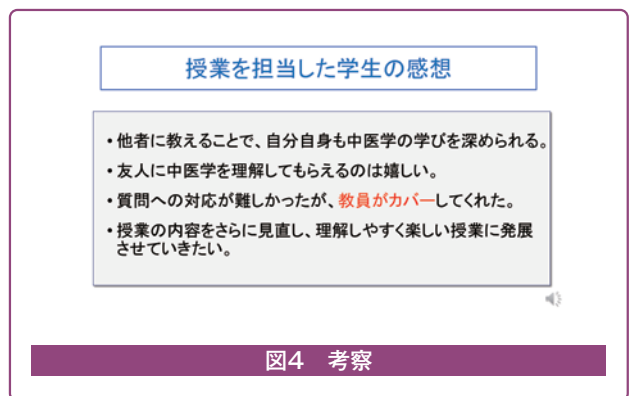 授業を担当した学生の感想
・他者に教えることで、自分自身も中医学の学びを深められる。
・友人に中医学を理解してもらえるのは嬉しい。
・質問への対応が難しかったが、教員がカバーしてくれた。
・授業の内容をさらに見直し、理解しやすく楽しい授業に発展
させていきたい。
図4　考察